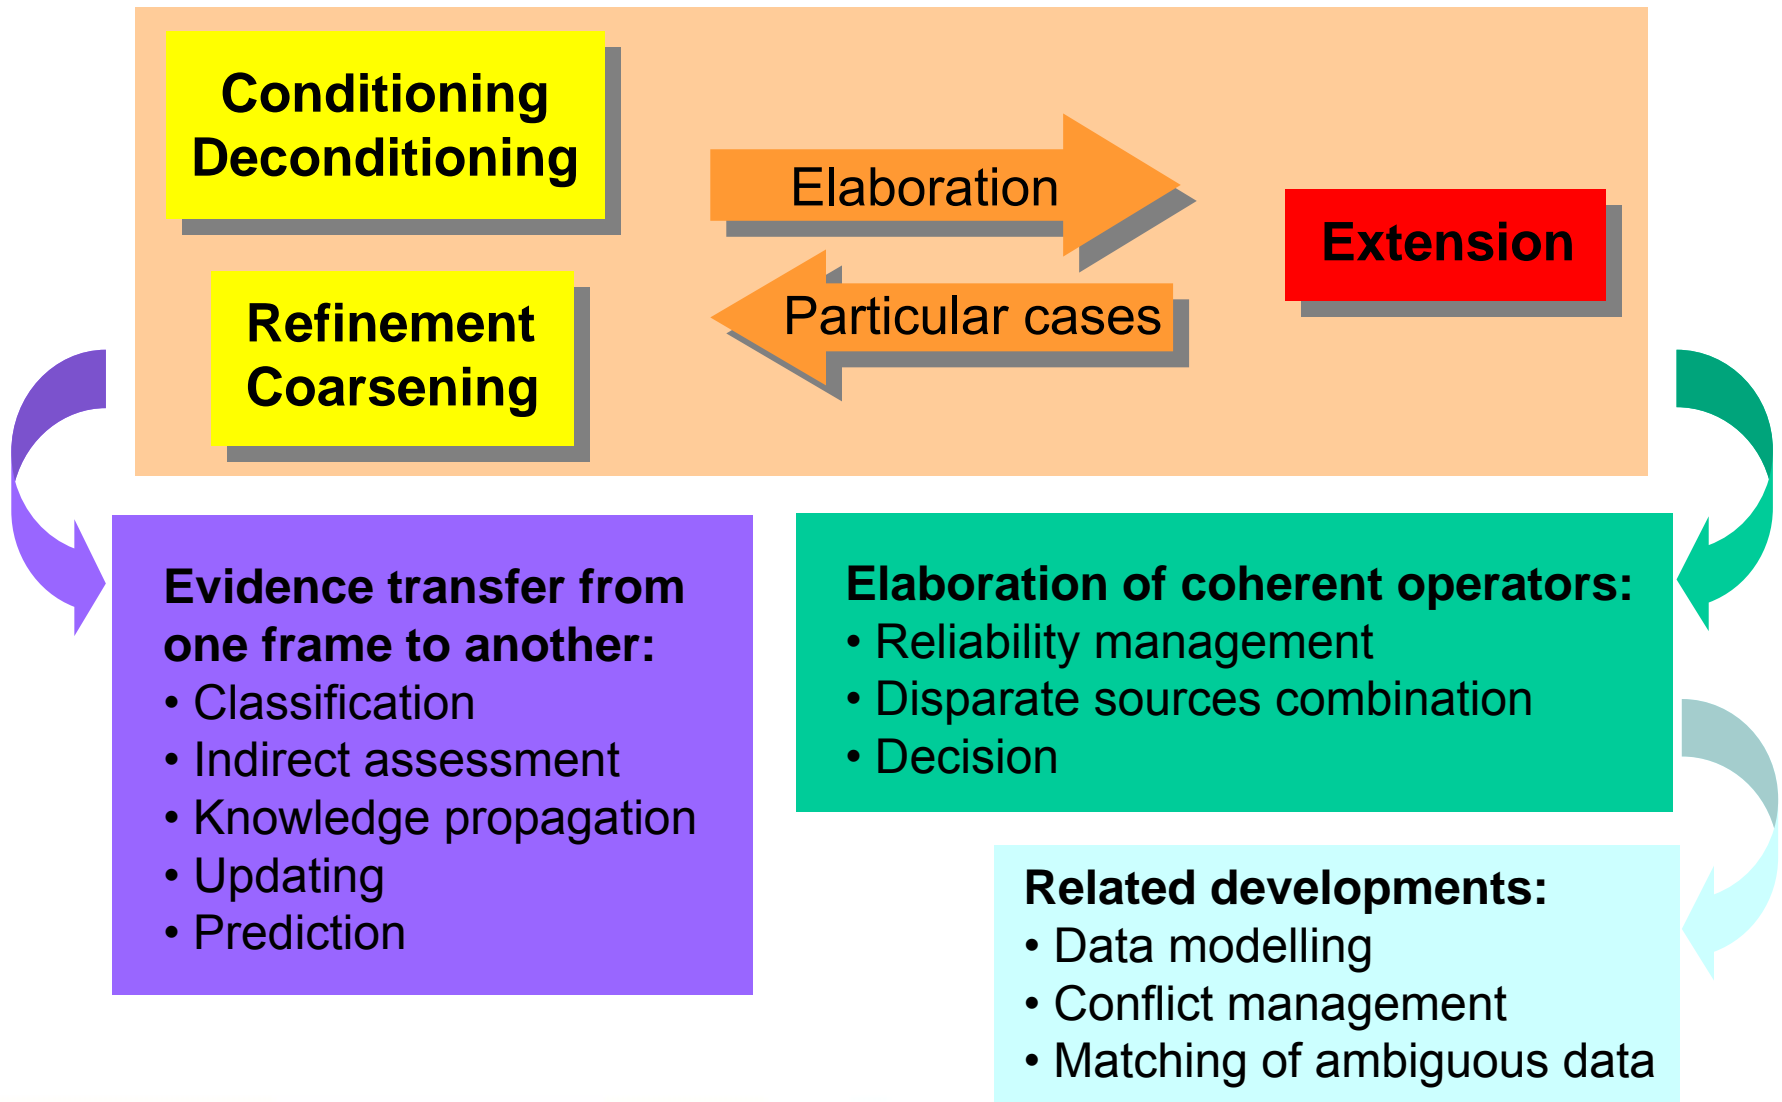 Conditioning
Deconditioning
Elaboration
Extension
Particular cases
Refinement
Coarsening
Evidence transfer from
one frame to another:
• Classification
• Indirect assessment
• Knowledge propagation
• Updating
• Prediction
Elaboration of coherent operators:
• Reliability management
• Disparate sources combination
• Decision
Related developments:
• Data modelling
• Conflict management
• Matching of ambiguous data